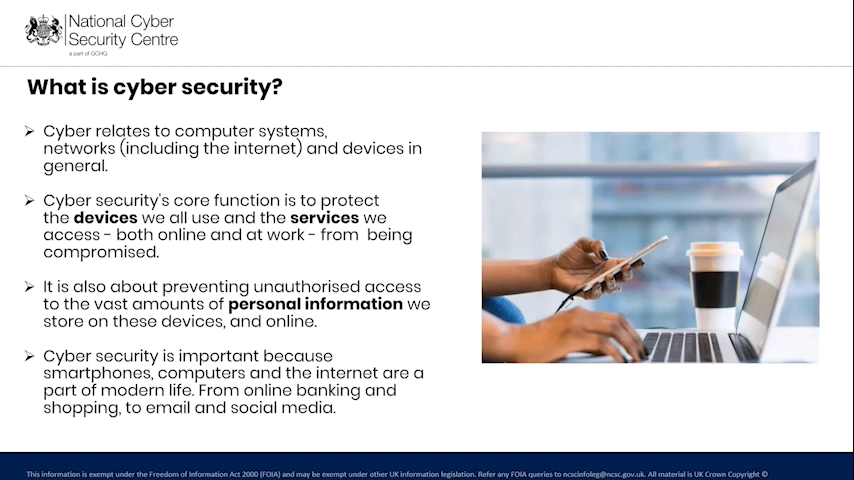 National Cyber
Security Centre
a part of GCHQ
What is cyber security?
➢ Cyber relates to computer systems,
networks (including the internet) and devices in
general.
➢ Cyber security's core function is to protect
the devices we all use and the services we
access - both online and at work - from being
compromised.
➢ It is also about preventing unauthorised access
to the vast amounts of personal information we
store on these devices, and online.
➢ Cyber security is important because
smartphones, computers and the internet are a
part of modern life. From online banking and
shopping, to email and social media.
This information is exempt under the Freedom of Information Act 2000 (FOIA) and may be exempt under other UK information legislation. Refer any FOIA queries to ncscinfoleg@ncsc.gov.uk. All material is UK Crown Copyright ©